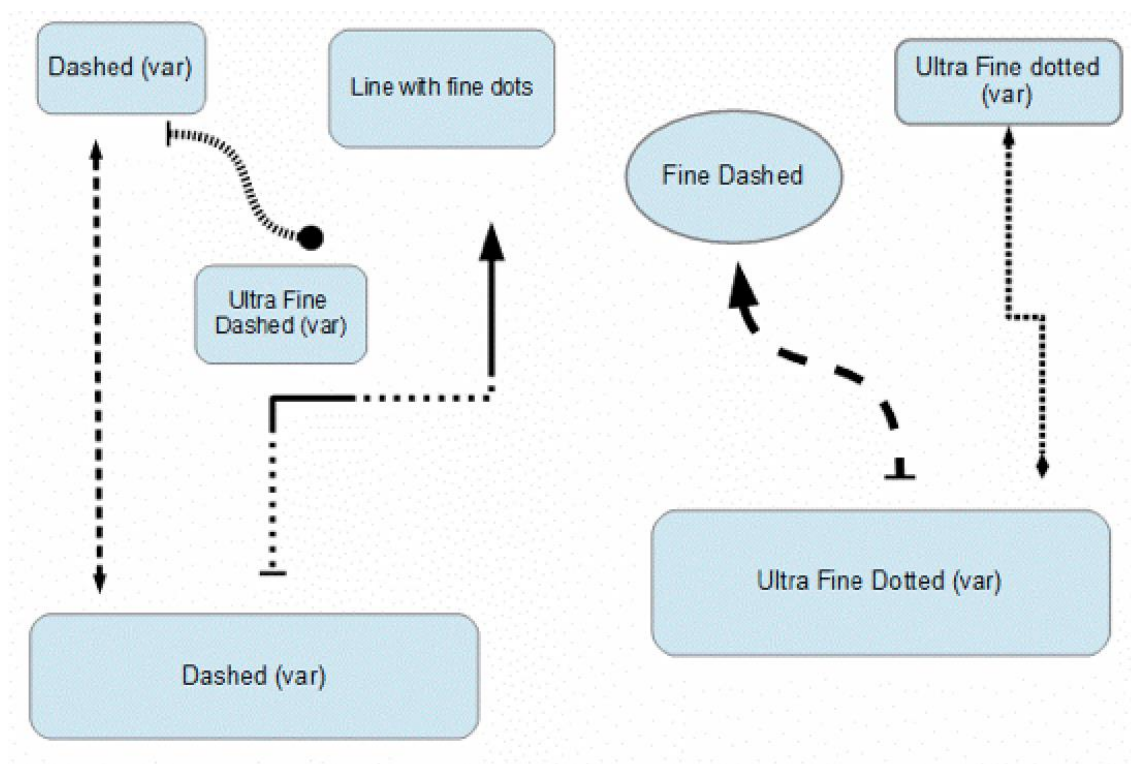 Dashed (var)
Line with fine dots
Ultra Fine dotted
(var)
Fine Dashed
Ultra Fine
Dashed (var)
Ultra Fine Dotted (var)
Dashed (var)